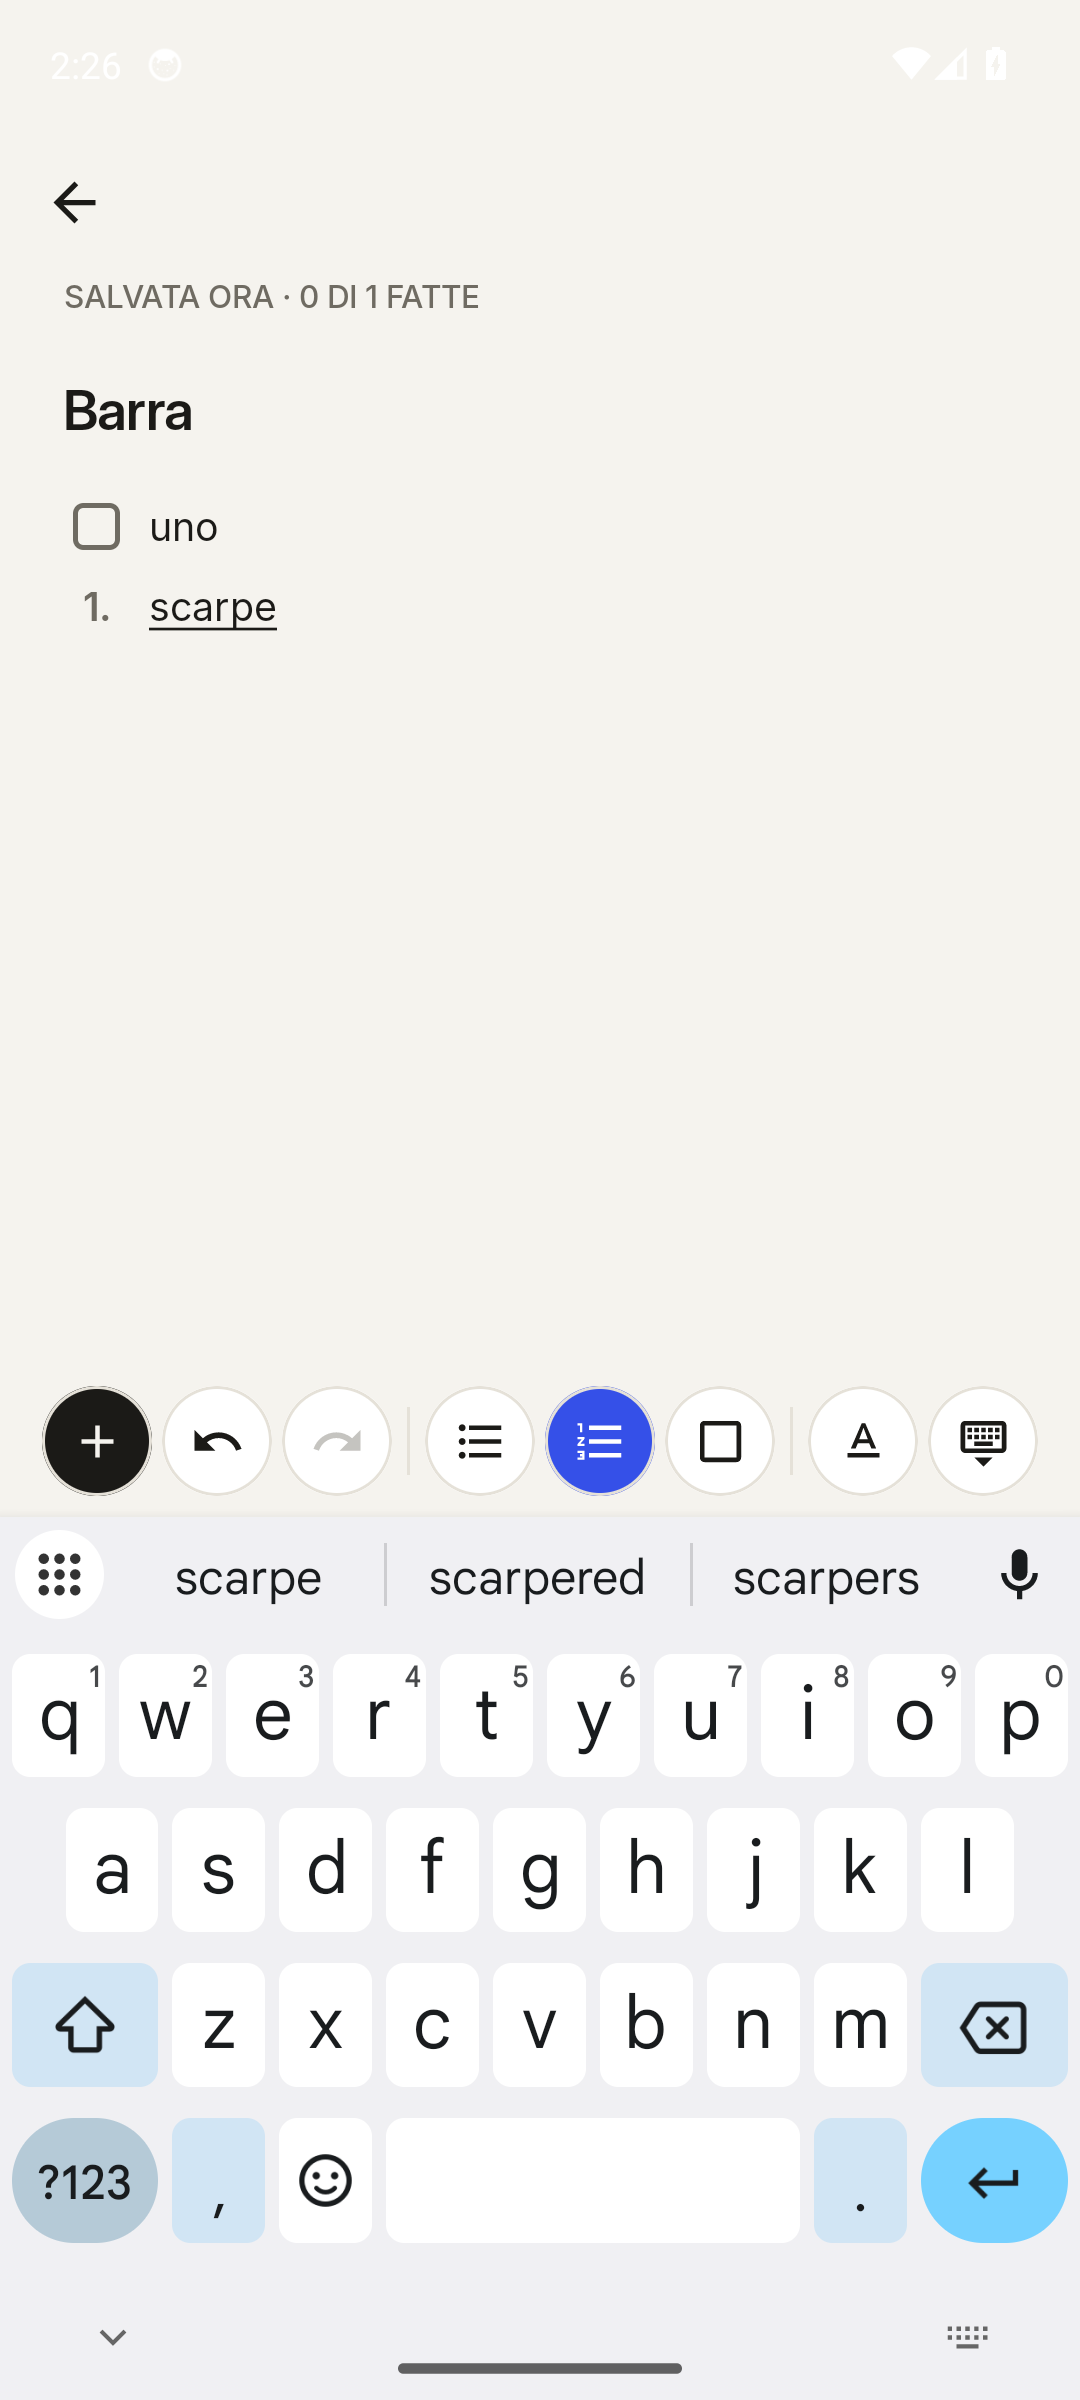 2:26
SALVATA ORA · 0 DI 1 FATTE
Barra
uno
1. scarpe
A
scarpe scarpered scarpers
q1 w2 e3 r4 t5 y6 u7 i8 o9 p0
a s d f g h j k l
z x c v b n m
?123 , .